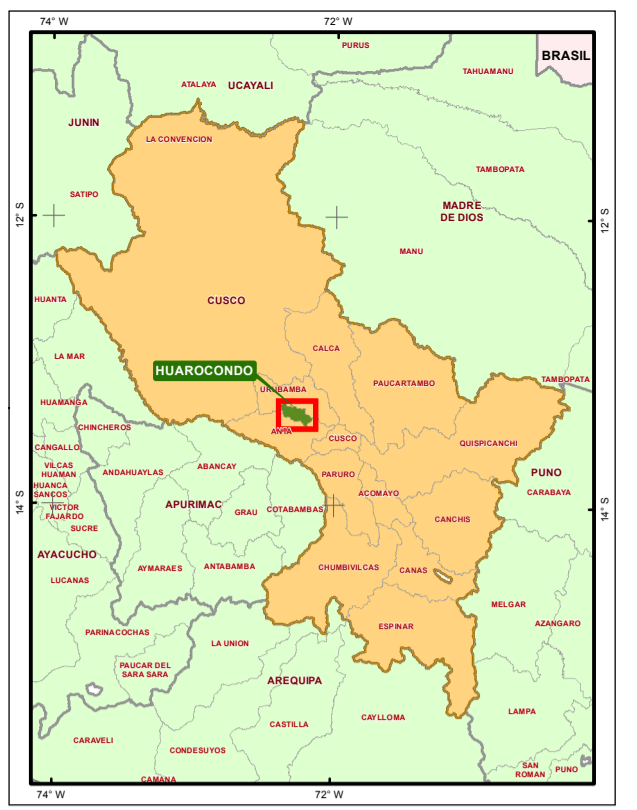 74° W
72° W
PURUS
BRASIL
TAHUAMANU
ATALAYA
UCAYALI
JUNIN
LA CONVENCION
TAMBOPATA
SATIPO
MADRE
DE DIOS
12° S
12° S
MANU
HUANTA
CUSCO
CALCA
LA MAR
HUAROCONDO
URUBAMBA
PAUCARTAMBO
TAMBOPATA
HUAMANGA
CHINCHEROS
ANTA
CUSCO
QUISPICANCHI
CANGALLO
VILCAS
HUAMAN
ANDAHUAYLAS
ABANCAY
PARURO
PUNO
HUANCA
SANCOS
ACOMAYO
CARABAYA
APURIMAC
GRAU
COTABAMBAS
14° S
14° S
VICTOR
FAJARDO
SUCRE
CANCHIS
AYACUCHO
AYMARAES
ANTABAMBA
CHUMBIVILCAS
CANAS
LUCANAS
MELGAR
AZANGARO
PARINACOCHAS
ESPINAR
LA UNION
PAUCAR DEL
SARA SARA
AREQUIPA
CASTILLA
CAYLLOMA
LAMPA
CARAVELI
CONDESUYOS
SAN
ROMAN
PUNO
CAMANA
74° W
72° W